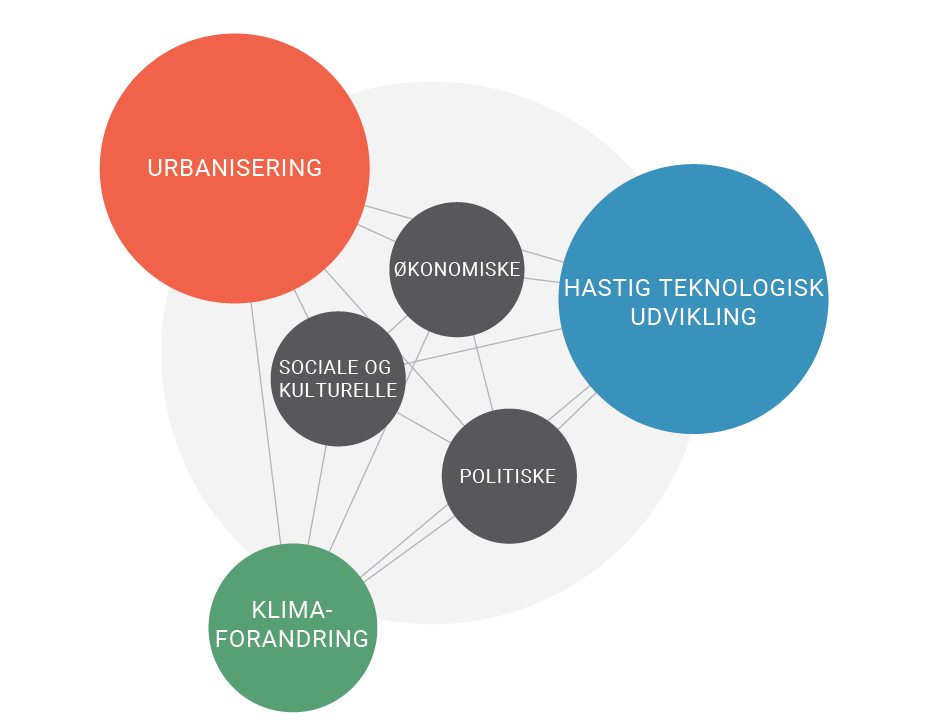 URBANISERING
ØKONOMISKE
HASTIG TEKNOLOGISK
UDVIKLING
SOCIALE OG
KULTURELLE
POLITISKE
KLIMA-
FORANDRING